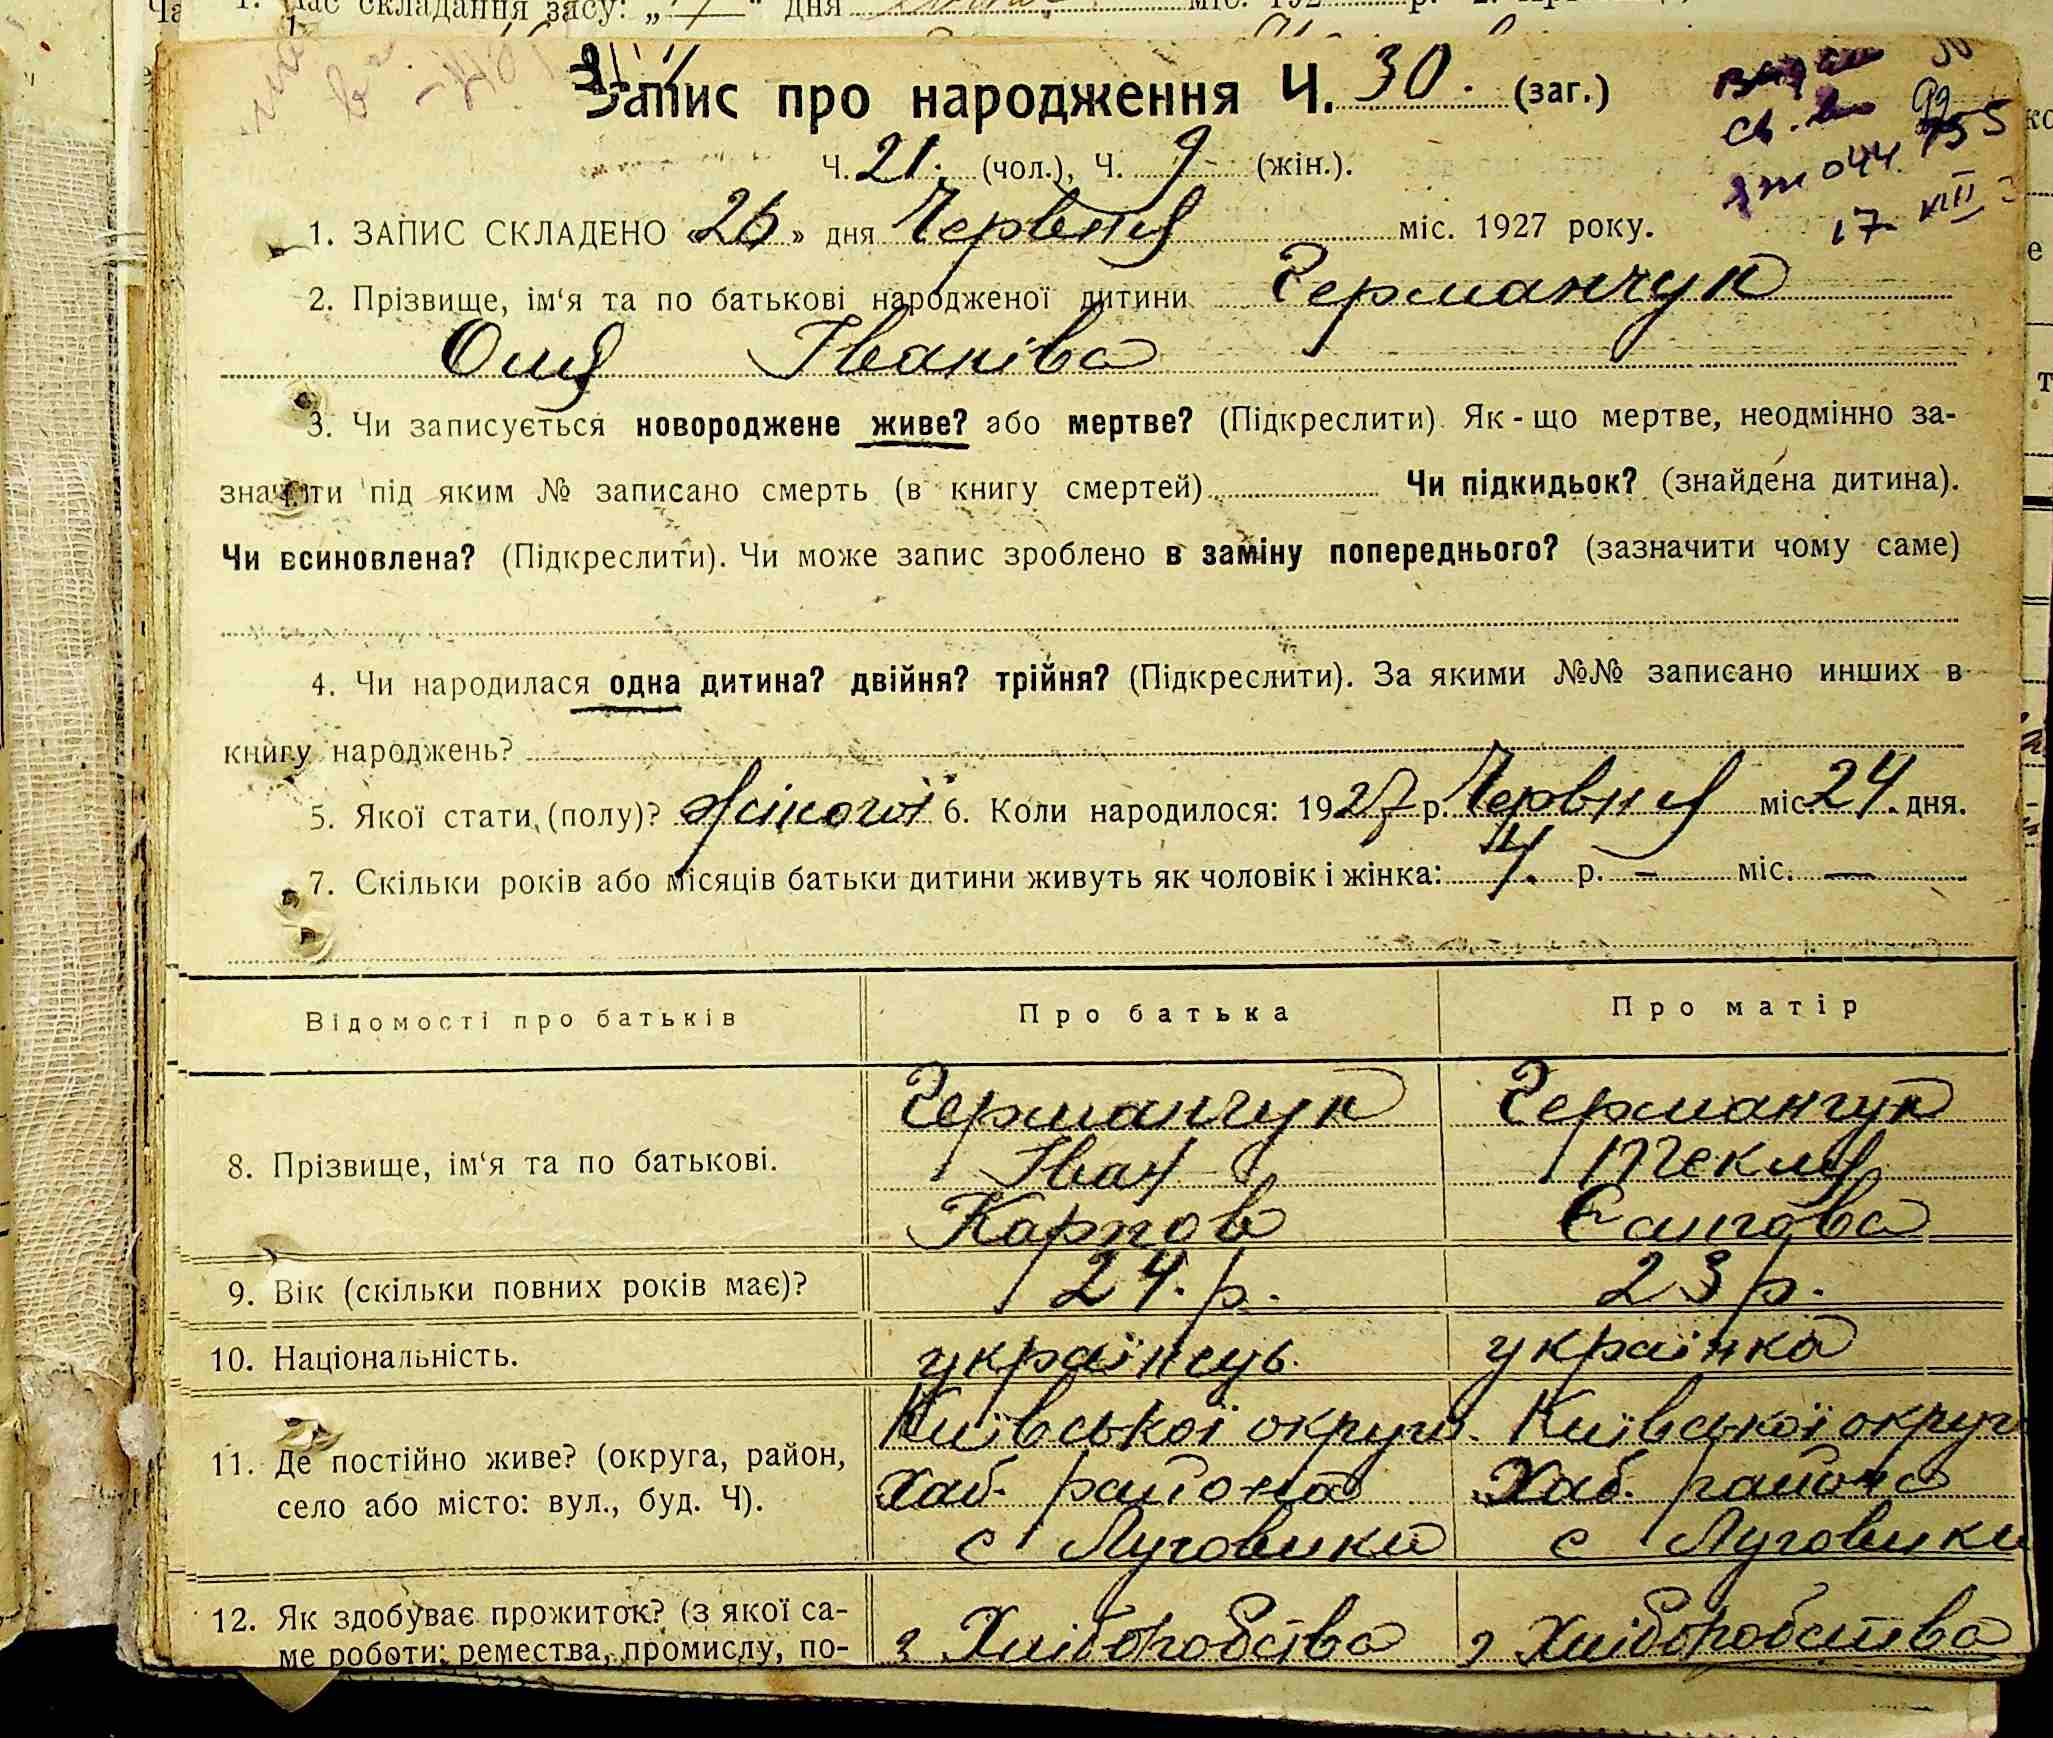 Запис про народження Ч. 30. (заг.)
Ч. 21. (чол.), Ч. 9 (жін.).
1. ЗАПИС СКЛАДЕНО «26» дня Червня міс. 1927 року.
2. Прізвище, ім‘я та по батькові народженої дитини Германчук
Оля Іванівa
3. Чи записується новороджене живе? або мертве? (Підкреслити). Як-що мертве, неодмінно за-
значити під яким № записано смерть (в книгу смертей) Чи підкидьок? (знайдена дитина).
Чи всиновлена? (Підкреслити). Чи може запис зроблено в заміну попереднього? (зазначити чому саме)
4. Чи народилася одна дитина? двійня? трійня? (Підкреслити). За якими №№ записано инших в
книгу народжень?
5. Якої стати (полу)? жіночої 6. Коли народилося: 1927 р. Червня міс. 24. дня.
7. Скільки років або місяців батьки дитини живуть як чоловік і жінка: 4. р. — міс. —
Відомості про батьків Про батька Про матір
Германчук Германчук
8. Прізвище, ім‘я та по батькові. Іван Текля
Карпов
9. Вік (скільки повних років має)? 24. р. 23 р.
10. Національність. українець. українка
Київської округи. Київської округи
11. Де постійно живе? (округа, район, Хаб. района Хаб. района
село або місто: вул., буд. Ч). с Луговики с Луговики
12. Як здобуває прожиток? (з якої са- з Хліборобства з Хліборобства
ме роботи: ремества, промислу, по-